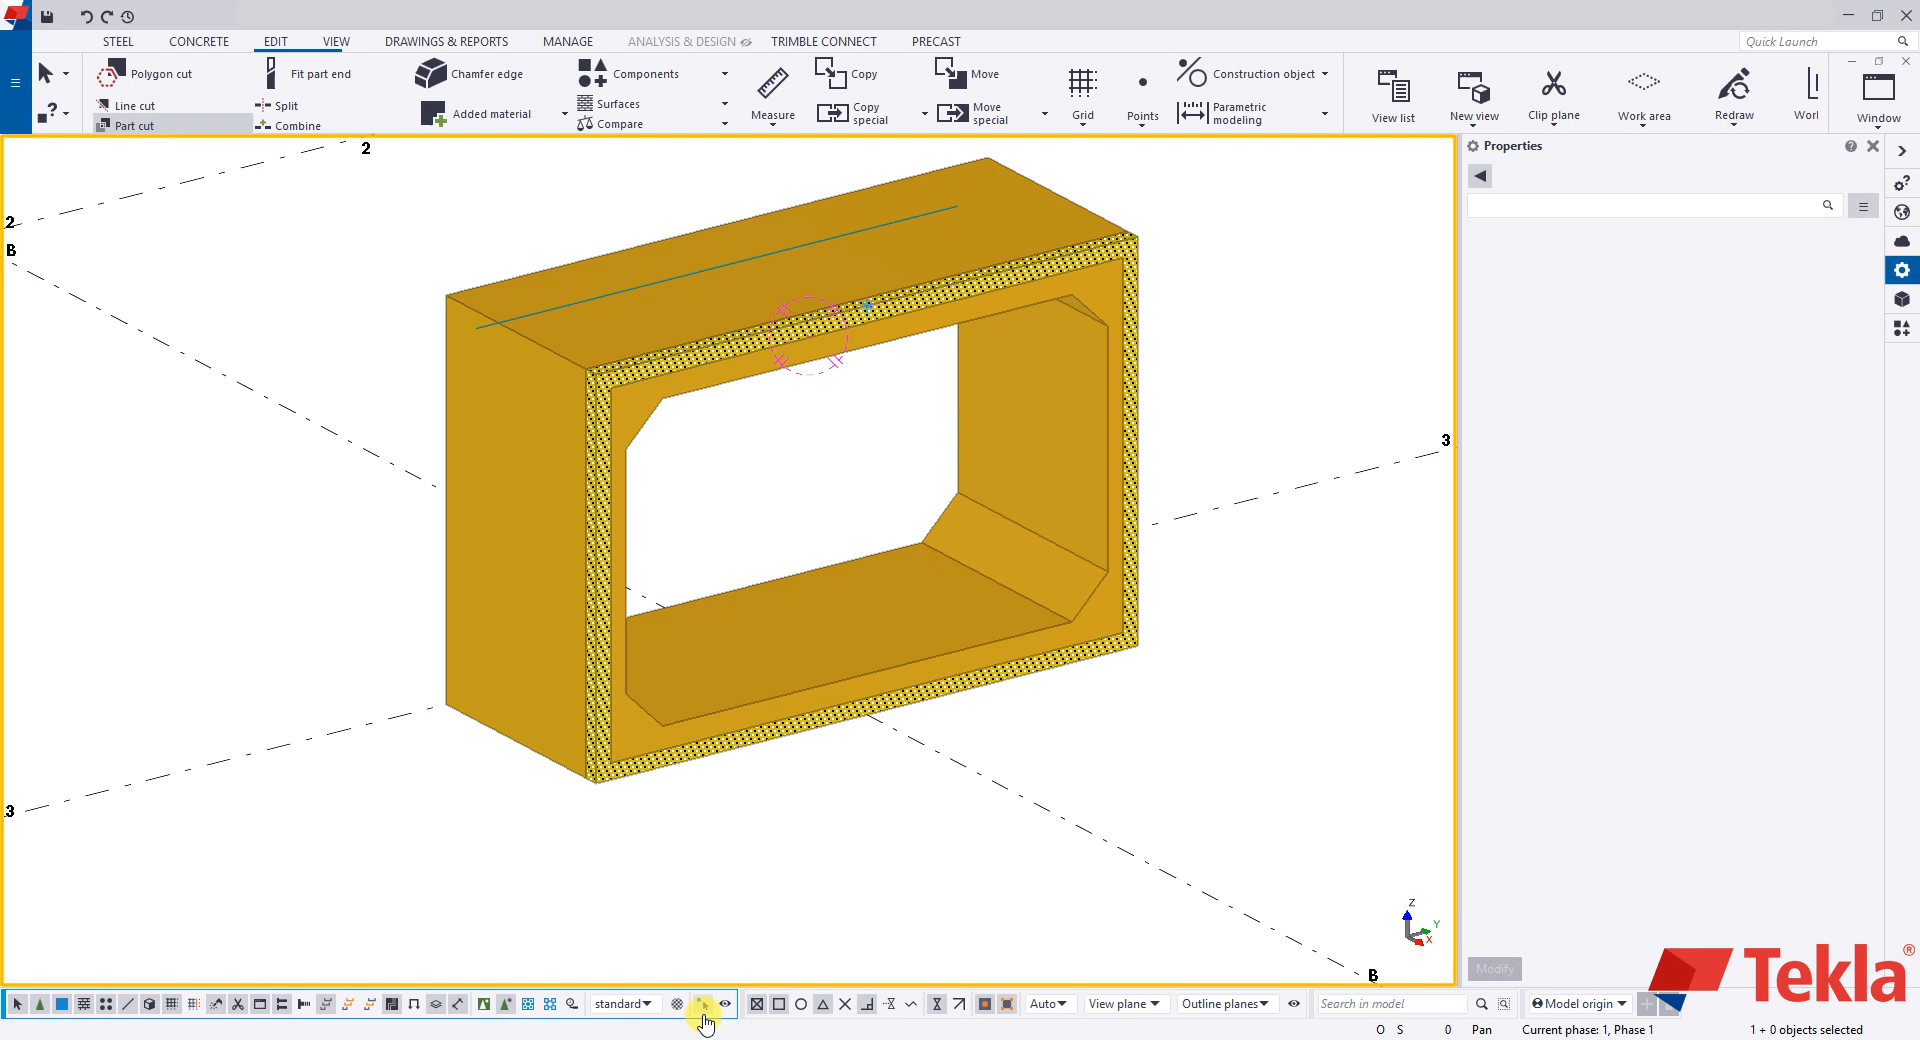 STEEL CONCRETE EDIT VIEW DRAWINGS & REPORTS MANAGE ANALYSIS & DESIGN TRIMBLE CONNECT PRECAST Quick Launch
Polygon cut Fit part end Chamfer edge Components Copy Move Construction object
Line cut Split Added material Surfaces Copy special Move special Parametric modeling
Part cut Combine Compare Measure Grid Points View list New view Clip plane Work area Redraw Worl Window
Properties
2
2
B
3
3
B
Z
Y
X
Modify
Tekla®
standard Auto View plane Outline planes Search in model Model origin
O S 0 Pan Current phase: 1, Phase 1 1 + 0 objects selected